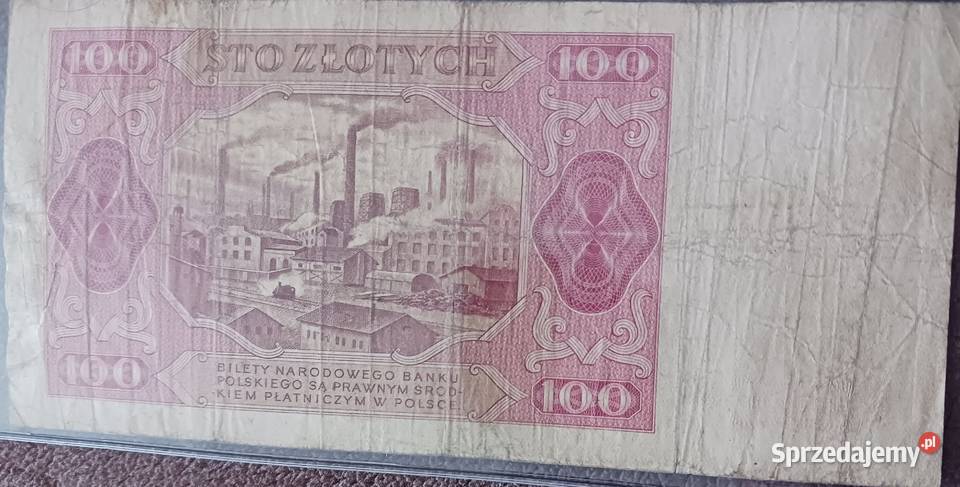 100 STO ZŁOTYCH 100
BILETY NARODOWEGO BANKU
POLSKIEGO SĄ PRAWNYM ŚROD-
KIEM PŁATNICZYM W POLSCE
100 100
Sprzedajemy.pl